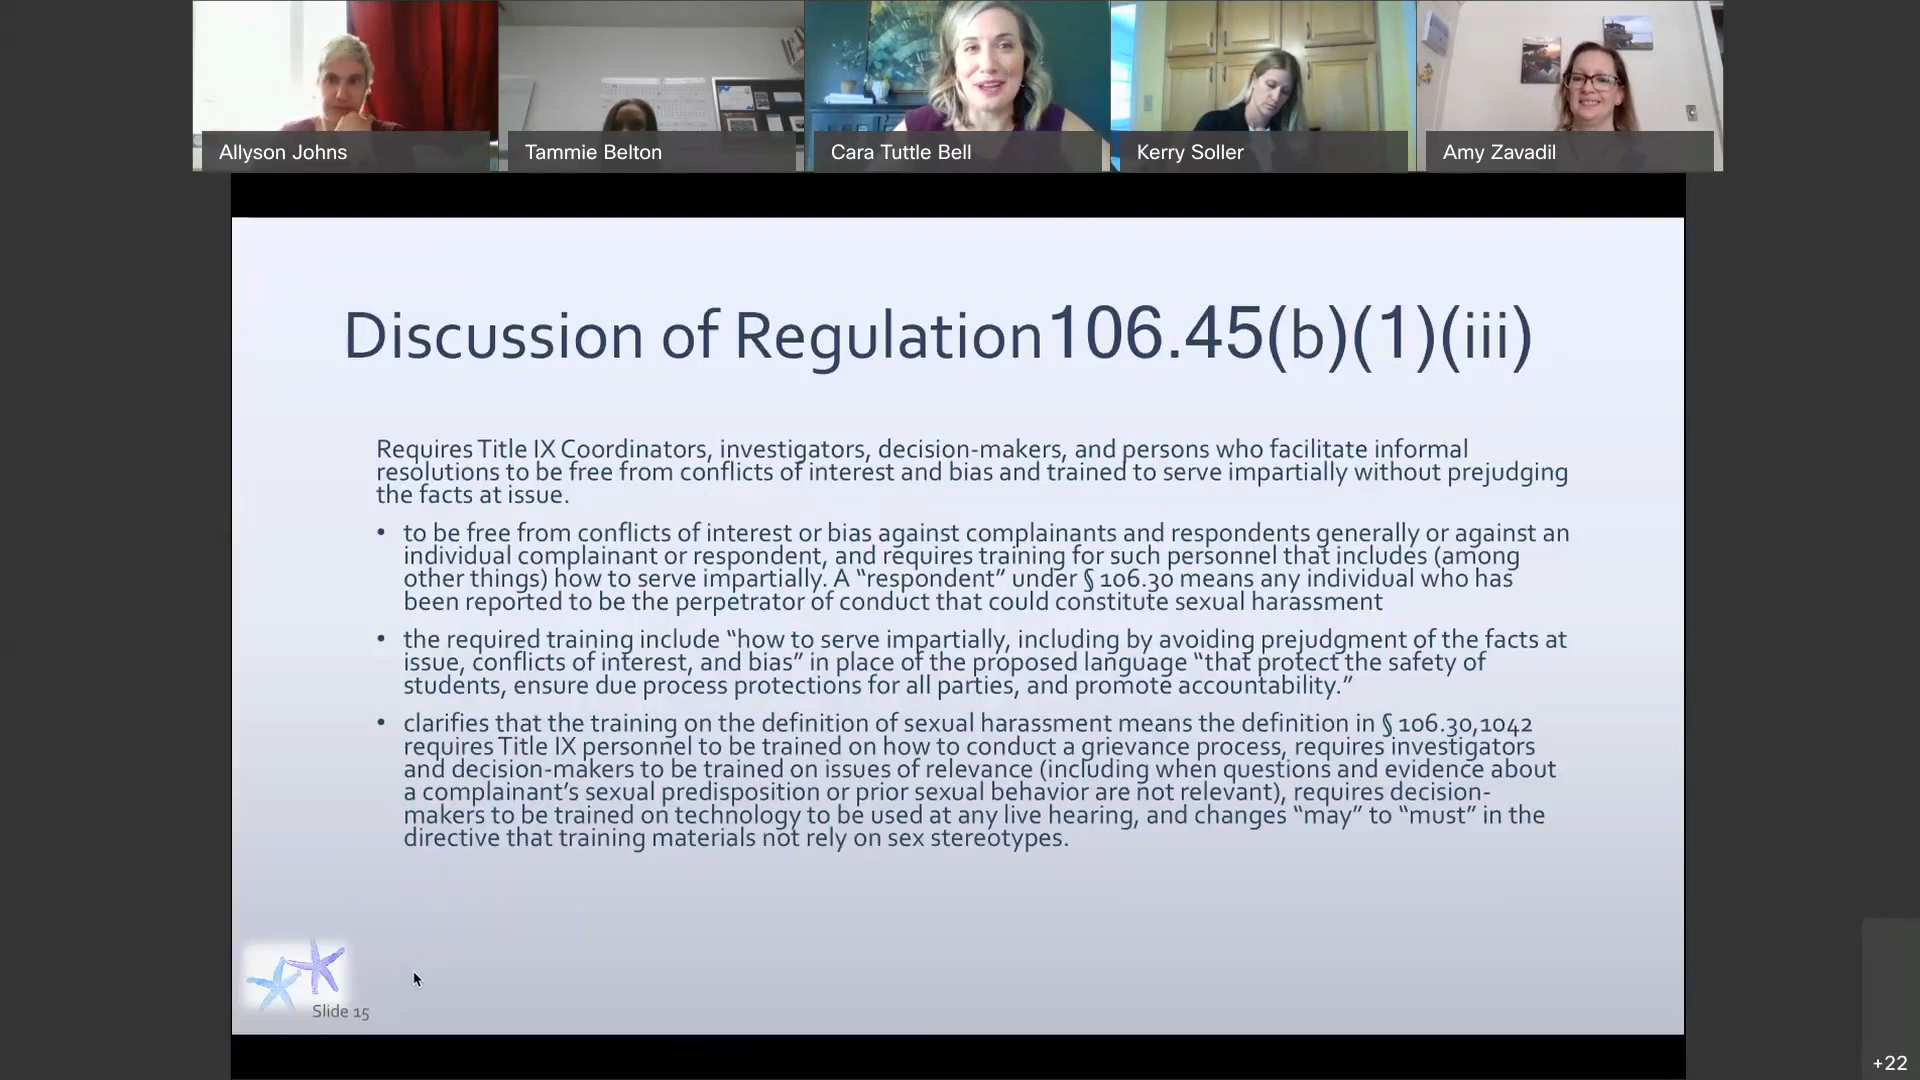 Allyson Johns
Tammie Belton
Cara Tuttle Bell
Kerry Soller
Amy Zavadil
Discussion of Regulation106.45(b)(1)(iii)
Requires Title IX Coordinators, investigators, decision-makers, and persons who facilitate informal
resolutions to be free from conflicts of interest and bias and trained to serve impartially without prejudging
the facts at issue.
• to be free from conflicts of interest or bias against complainants and respondents generally or against an
individual complainant or respondent, and requires training for such personnel that includes (among
other things) how to serve impartially. A “respondent” under § 106.30 means any individual who has
been reported to be the perpetrator of conduct that could constitute sexual harassment
• the required training include “how to serve impartially, including by avoiding prejudgment of the facts at
issue, conflicts of interest, and bias” in place of the proposed language “that protect the safety of
students, ensure due process protections for all parties, and promote accountability.”
• clarifies that the training on the definition of sexual harassment means the definition in § 106.30,1042
requires Title IX personnel to be trained on how to conduct a grievance process, requires investigators
and decision-makers to be trained on issues of relevance (including when questions and evidence about
a complainant’s sexual predisposition or prior sexual behavior are not relevant), requires decision-
makers to be trained on technology to be used at any live hearing, and changes “may” to “must” in the
directive that training materials not rely on sex stereotypes.
Slide 15
+22